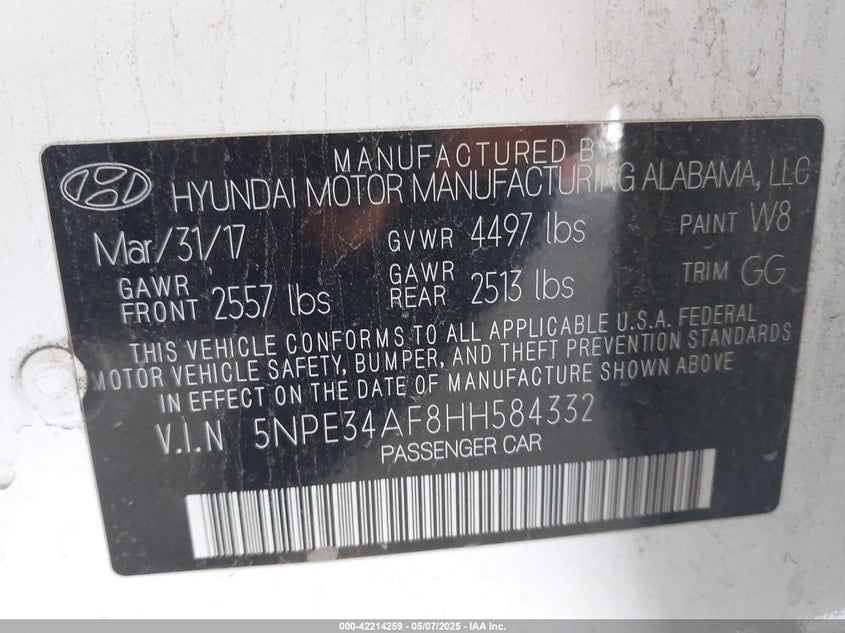 MANUFACTURED BY
HYUNDAI MOTOR MANUFACTURING ALABAMA, LLC
Mar/31/17 GVWR 4497 lbs PAINT W8
GAWR FRONT 2557 lbs GAWR REAR 2513 lbs TRIM GG
THIS VEHICLE CONFORMS TO ALL APPLICABLE U.S.A. FEDERAL
MOTOR VEHICLE SAFETY, BUMPER, AND THEFT PREVENTION STANDARDS
IN EFFECT ON THE DATE OF MANUFACTURE SHOWN ABOVE
V.I.N 5NPE34AF8HH584332
PASSENGER CAR
000-42214259 - 05/07/2025 - IAA Inc.